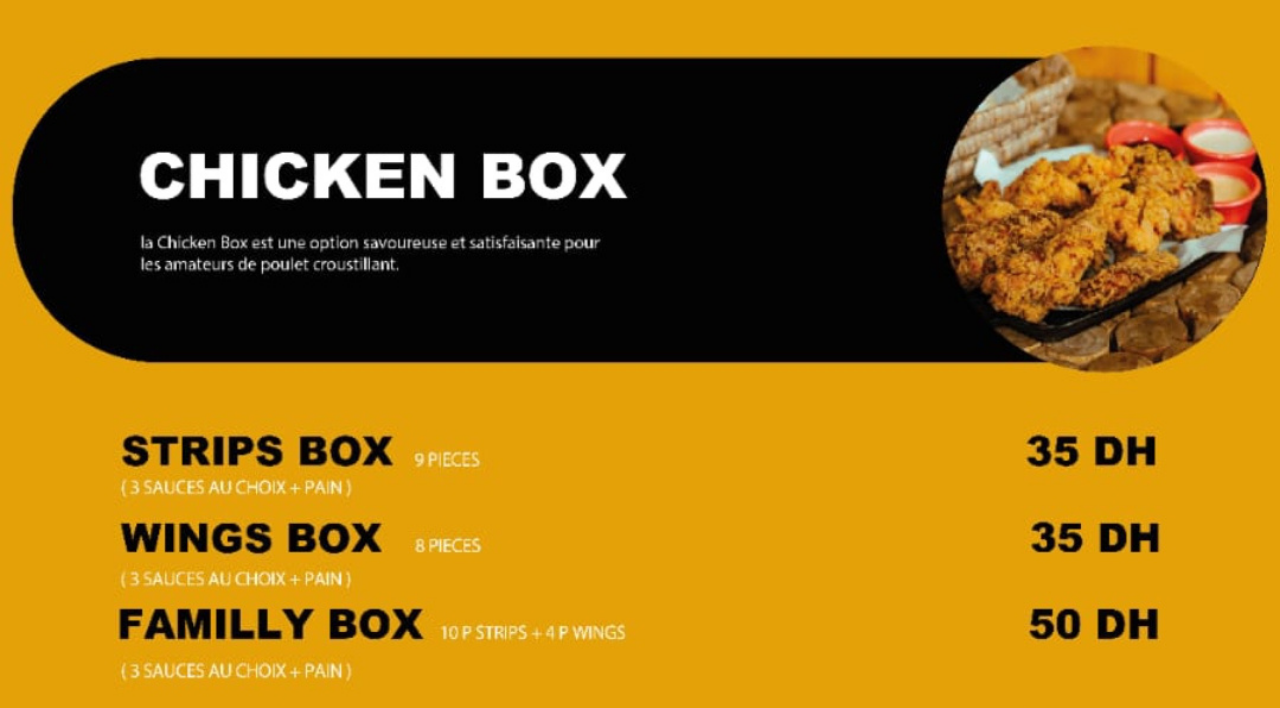 CHICKEN BOX
la Chicken Box est une option savoureuse et satisfaisante pour
les amateurs de poulet croustillant.
STRIPS BOX 9 PIECES 35 DH
( 3 SAUCES AU CHOIX + PAIN )
WINGS BOX 8 PIECES 35 DH
( 3 SAUCES AU CHOIX + PAIN )
FAMILLY BOX 10 P STRIPS + 4 P WINGS 50 DH
( 3 SAUCES AU CHOIX + PAIN )